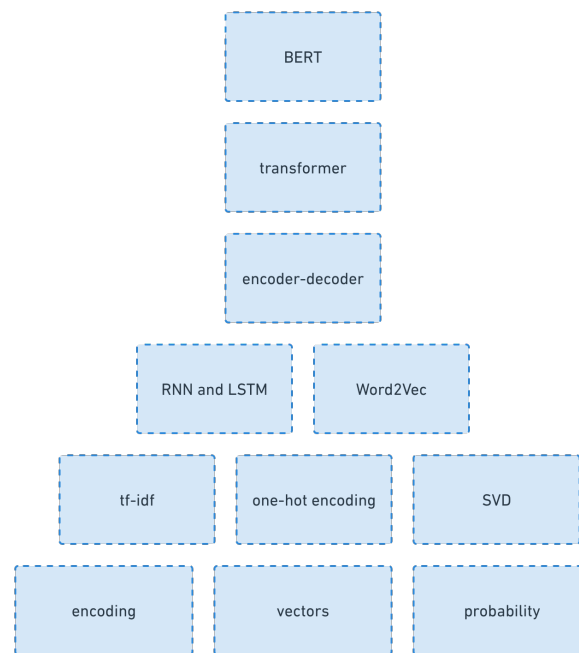 BERT
transformer
encoder-decoder
RNN and LSTM
Word2Vec
tf-idf
one-hot encoding
SVD
encoding
vectors
probability